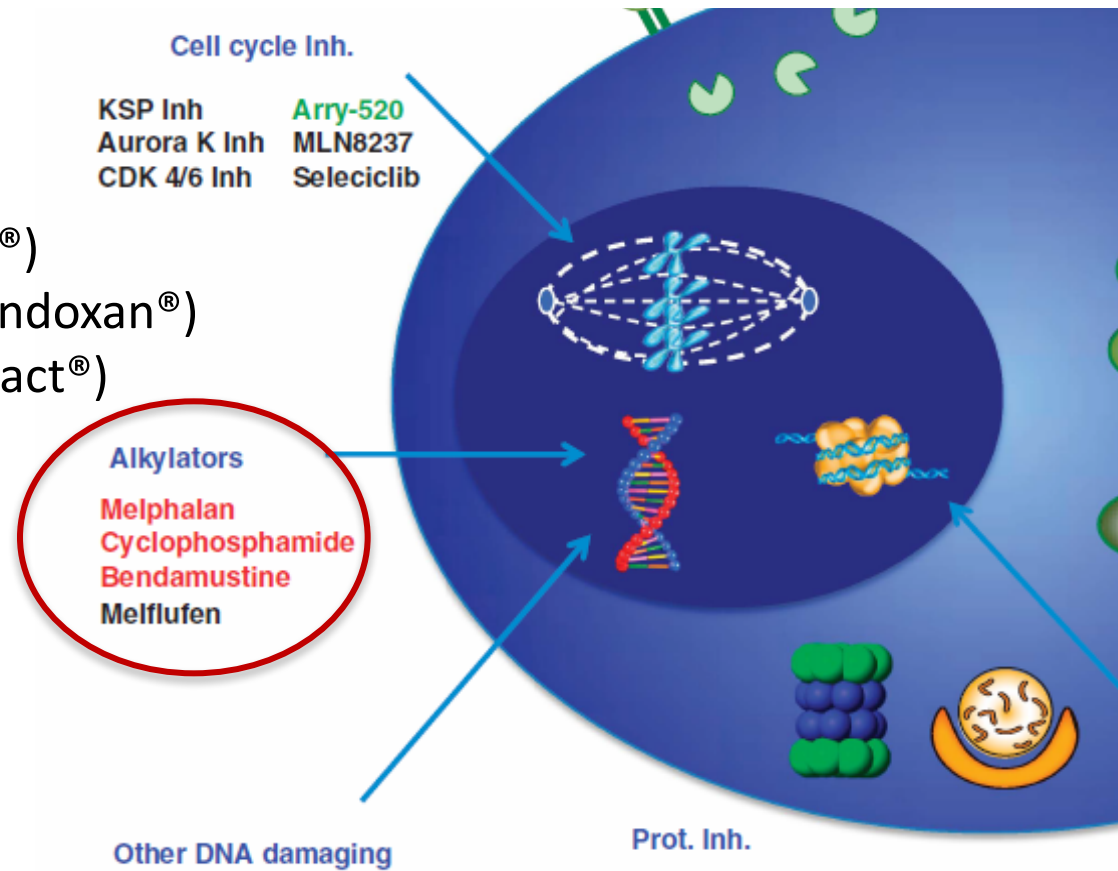 Cell cycle Inh.
KSP Inh Arry-520
Aurora K Inh MLN8237
CDK 4/6 Inh Seleciclib
®)
ndoxan®)
act®)
Alkylators
Melphalan
Cyclophosphamide
Bendamustine
Melflufen
Other DNA damaging
Prot. Inh.